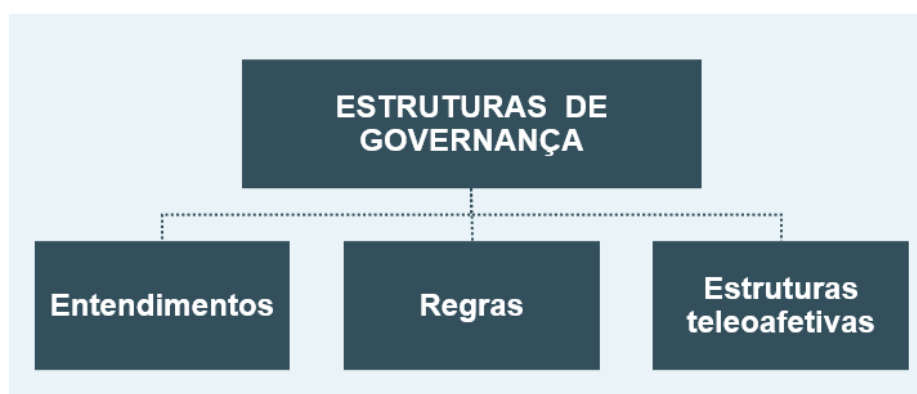 ESTRUTURAS DE
GOVERNANÇA
Entendimentos
Regras
Estruturas
teleoafetivas